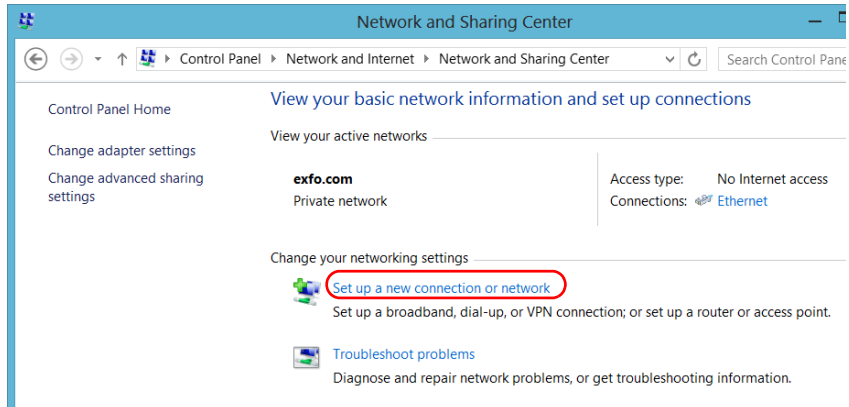 Network and Sharing Center
Control Panel Network and Internet Network and Sharing Center
Search Control Pane
Control Panel Home
Change adapter settings
Change advanced sharing
settings
View your basic network information and set up connections
View your active networks
exfo.com
Private network
Access type: No Internet access
Connections: Ethernet
Change your networking settings
Set up a new connection or network
Set up a broadband, dial-up, or VPN connection; or set up a router or access point.
Troubleshoot problems
Diagnose and repair network problems, or get troubleshooting information.